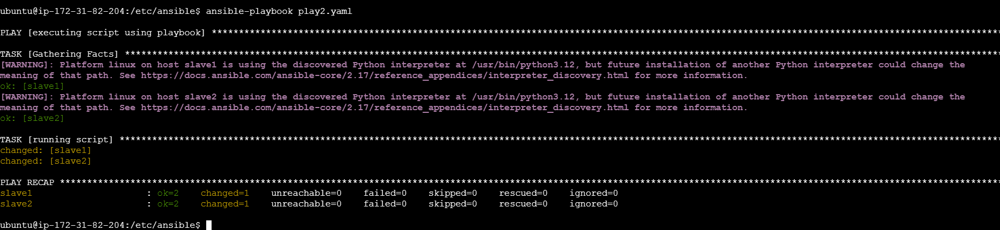 ubuntu@ip-172-31-82-204:/etc/ansible$ ansible-playbook play2.yaml
PLAY [executing script using playbook] ************************************************************************************************************************************************
TASK [Gathering Facts] ****************************************************************************************************************************************************************
[WARNING]: Platform linux on host slave1 is using the discovered Python interpreter at /usr/bin/python3.12, but future installation of another Python interpreter could change the
meaning of that path. See https://docs.ansible.com/ansible-core/2.17/reference_appendices/interpreter_discovery.html for more information.
ok: [slave1]
[WARNING]: Platform linux on host slave2 is using the discovered Python interpreter at /usr/bin/python3.12, but future installation of another Python interpreter could change the
meaning of that path. See https://docs.ansible.com/ansible-core/2.17/reference_appendices/interpreter_discovery.html for more information.
ok: [slave2]
TASK [running script] *****************************************************************************************************************************************************************
changed: [slave1]
changed: [slave2]
PLAY RECAP ****************************************************************************************************************************************************************************
slave1                     : ok=2    changed=1    unreachable=0    failed=0    skipped=0    rescued=0    ignored=0
slave2                     : ok=2    changed=1    unreachable=0    failed=0    skipped=0    rescued=0    ignored=0
ubuntu@ip-172-31-82-204:/etc/ansible$